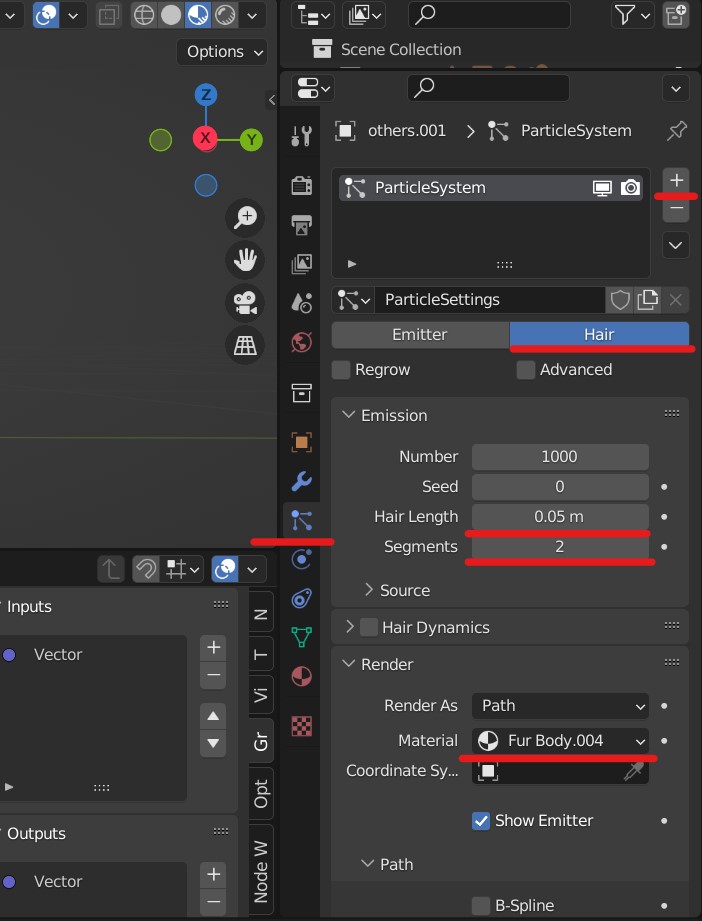 Options
Z
X
Y
Scene Collection
others.001 > ParticleSystem
ParticleSystem
ParticleSettings
Emitter
Hair
Regrow
Advanced
Emission
Number 1000
Seed 0
Hair Length 0.05 m
Segments 2
Source
Hair Dynamics
Render
Render As Path
Material Fur Body.004
Coordinate Sy...
Show Emitter
Path
B-Spline
Inputs
Vector
Outputs
Vector
N
T
Vi
Gr
Opt
Node W